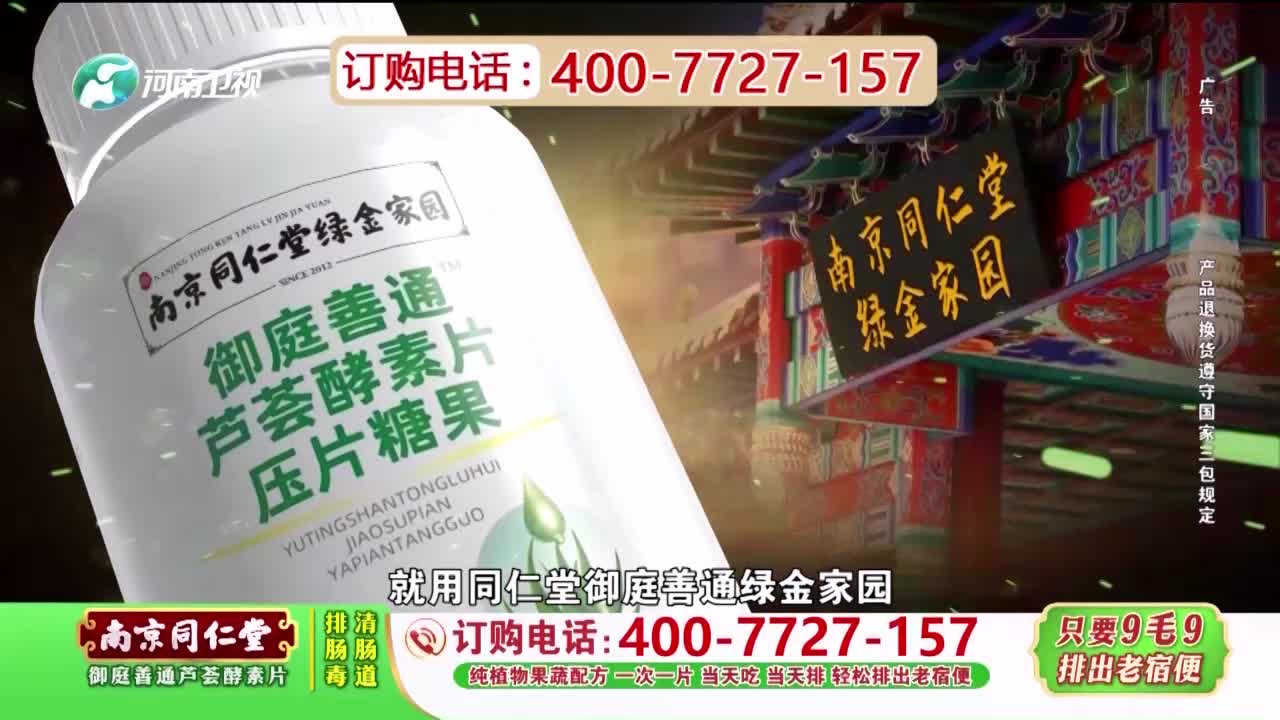 订购电话：400-7727-157
河南卫视
广告
NANJING TONG REN TANG LV JIN JIA YUAN
南京同仁堂绿金家园
SINCE 2012
御庭善通™
芦荟酵素片
压片糖果
YUTINGSHANTONGLUHUI
JIAOSUPIAN
YAPIANTANGGUO
南京同仁堂
绿金家园
产品退换货遵守国家三包规定
就用同仁堂御庭善通绿金家园
南京同仁堂
御庭善通芦荟酵素片
清肠道
排肠毒
订购电话：400-7727-157
纯植物果蔬配方 一次一片 当天吃 当天排 轻松排出老宿便
只要9毛9
排出老宿便